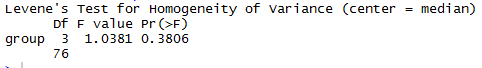 Levene's Test for Homogeneity of Variance (center = median)
Df F value Pr(>F)
group 3 1.0381 0.3806
76
>